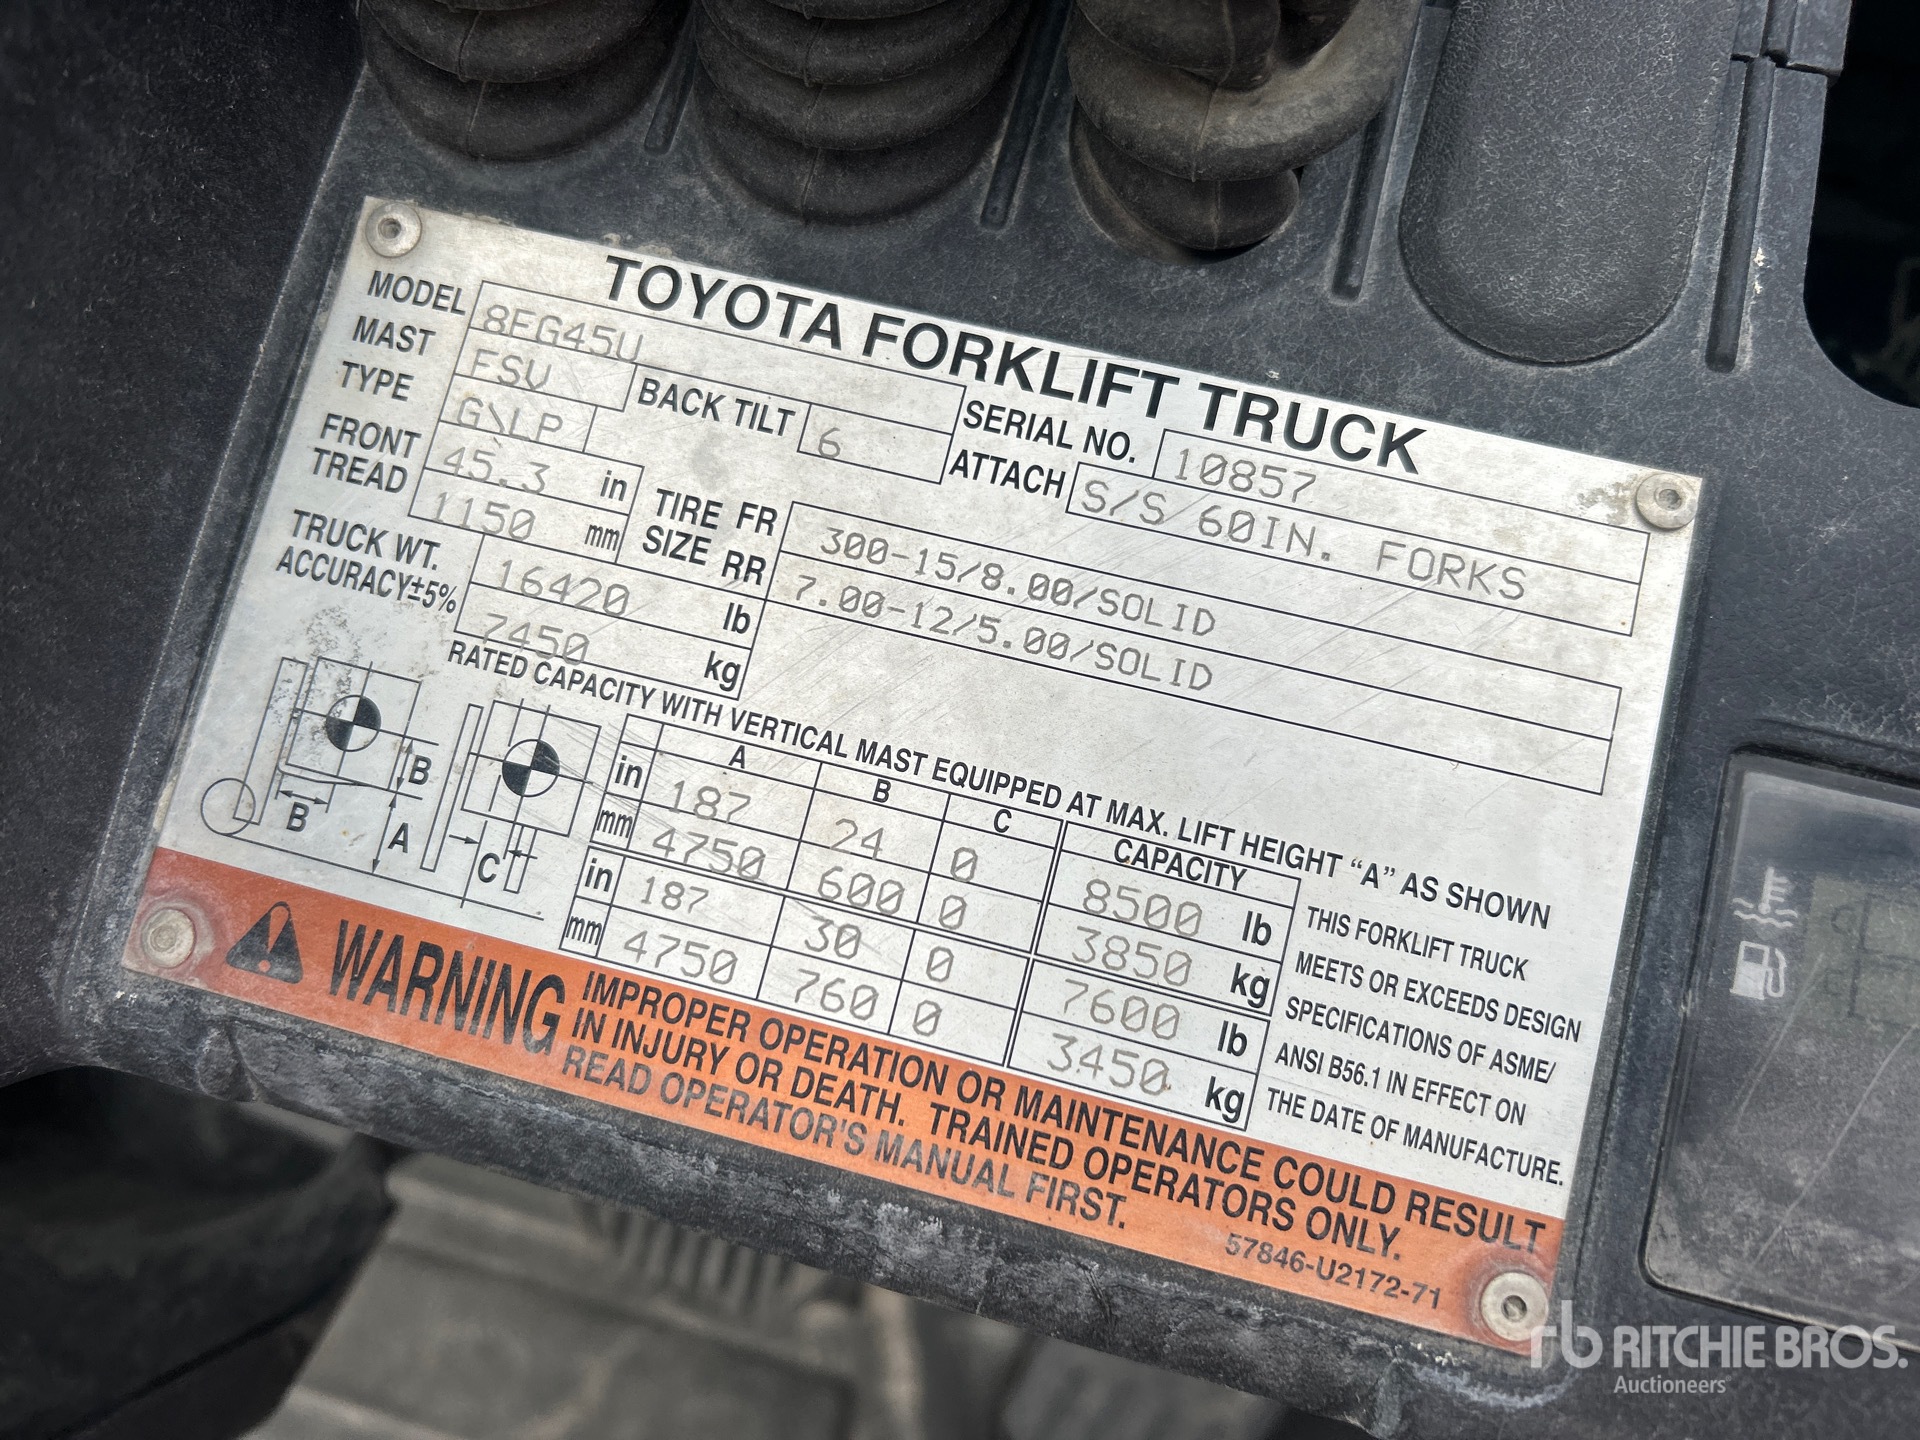 TOYOTA FORKLIFT TRUCK
MODEL 8FG45U SERIAL NO. 10857
MAST FSV BACK TILT 6 ATTACH S/S 60IN. FORKS
TYPE G\LP
FRONT TREAD 45.3 in 1150 mm
TIRE SIZE FR 300-15/8.00/SOLID
RR 7.00-12/5.00/SOLID
TRUCK WT. 16420 lb
ACCURACY±5% 7450 kg
RATED CAPACITY WITH VERTICAL MAST EQUIPPED AT MAX. LIFT HEIGHT “A” AS SHOWN
A B C CAPACITY
in 187 24 0 8500 lb
mm 4750 600 0 3850 kg
in 187 30 0 7600 lb
mm 4750 760 0 3450 kg
B
B
A
C
THIS FORKLIFT TRUCK
MEETS OR EXCEEDS DESIGN
SPECIFICATIONS OF ASME/
ANSI B56.1 IN EFFECT ON
THE DATE OF MANUFACTURE.
WARNING
IMPROPER OPERATION OR MAINTENANCE COULD RESULT
IN INJURY OR DEATH. TRAINED OPERATORS ONLY.
READ OPERATOR'S MANUAL FIRST.
57846-U2172-71
rb RITCHIE BROS.
Auctioneers